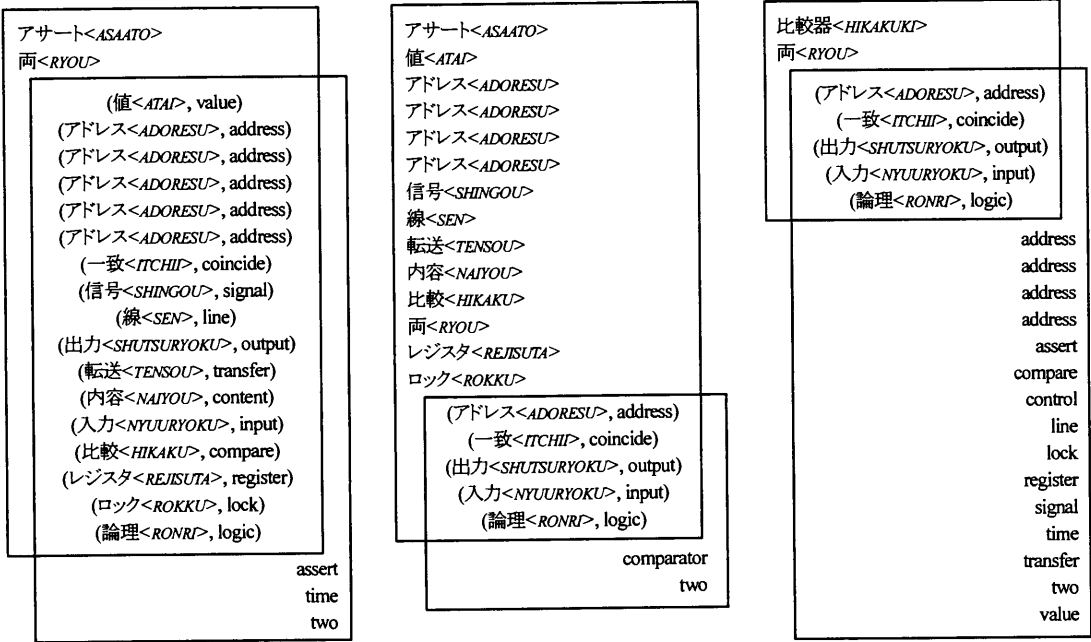 アサート<ASAATO>
両<RYOU>
(値<ATAI>, value)
(アドレス<ADORESU>, address)
(アドレス<ADORESU>, address)
(アドレス<ADORESU>, address)
(アドレス<ADORESU>, address)
(アドレス<ADORESU>, address)
(一致<ITCHII>, coincide)
(信号<SHINGOU>, signal)
(線<SEN>, line)
(出力<SHUTSURYOKU>, output)
(転送<TENSOU>, transfer)
(内容<NAIYOU>, content)
(入力<NYUURYOKU>, input)
(比較<HIKAKU>, compare)
(レジスタ<REJISUTA>, register)
(ロック<ROKKU>, lock)
(論理<RONRI>, logic)
assert
time
two
アサート<ASAATO>
値<ATAI>
アドレス<ADORESU>
アドレス<ADORESU>
アドレス<ADORESU>
アドレス<ADORESU>
信号<SHINGOU>
線<SEN>
転送<TENSOU>
内容<NAIYOU>
比較<HIKAKU>
両<RYOU>
レジスタ<REJISUTA>
ロック<ROKKU>
(アドレス<ADORESU>, address)
(一致<ITCHII>, coincide)
(出力<SHUTSURYOKU>, output)
(入力<NYUURYOKU>, input)
(論理<RONRI>, logic)
comparator
two
比較器<HIKAKUKI>
両<RYOU>
(アドレス<ADORESU>, address)
(一致<ITCHII>, coincide)
(出力<SHUTSURYOKU>, output)
(入力<NYUURYOKU>, input)
(論理<RONRI>, logic)
address
address
address
address
assert
compare
control
line
lock
register
signal
time
transfer
two
value